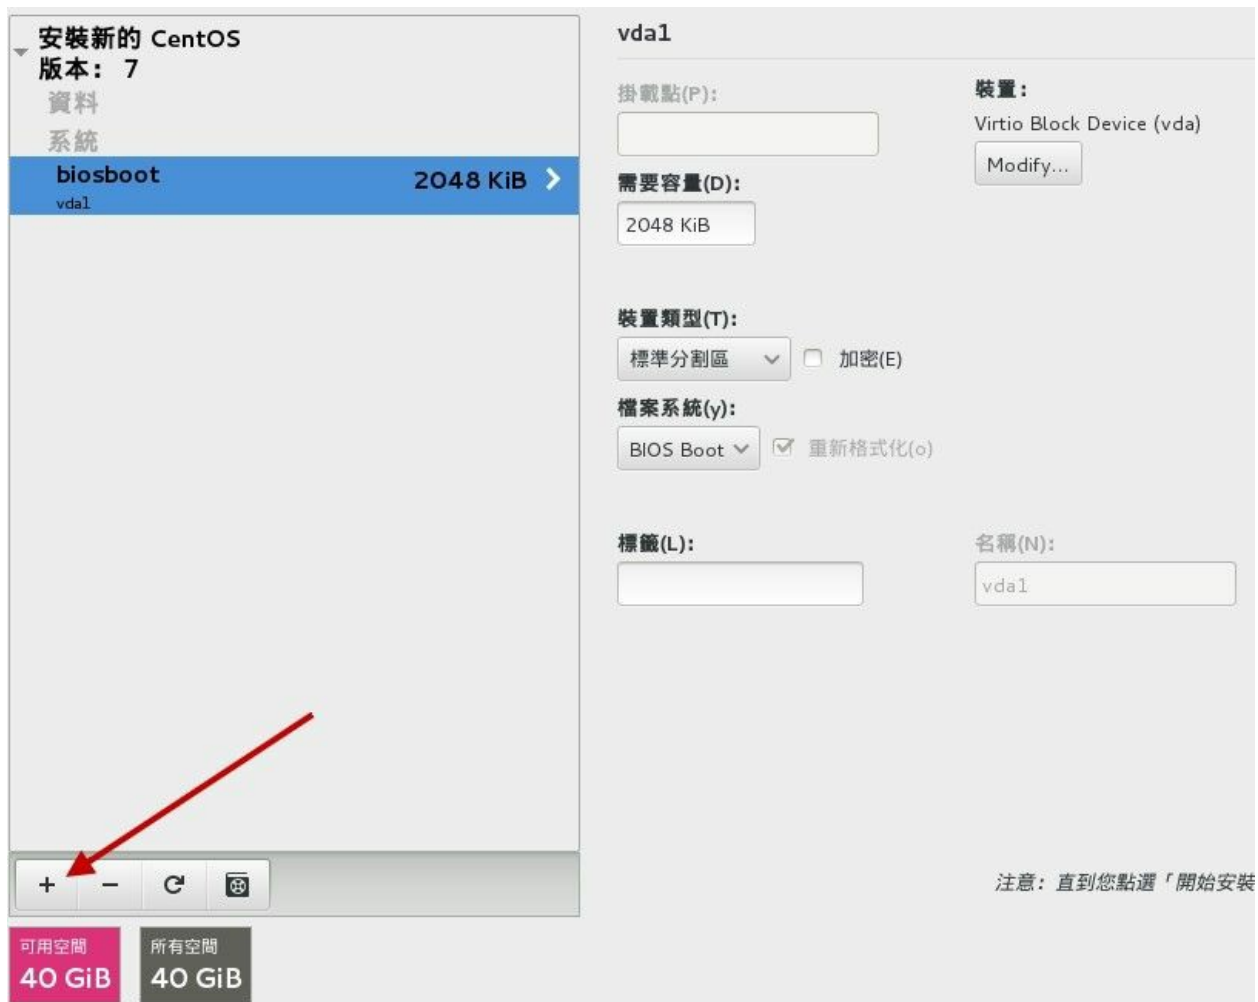 安裝新的 CentOS
版本： 7
資料
系統
biosboot
2048 KiB
vda1
可用空間
40 GiB
所有空間
40 GiB
vda1
掛載點(P)：
裝置：
Virtio Block Device (vda)
Modify...
需要容量(D)：
2048 KiB
裝置類型(T)：
標準分割區
加密(E)
檔案系統(y)：
BIOS Boot
重新格式化(o)
標籤(L)：
名稱(N)：
vda1
注意：直到您點選「開始安裝